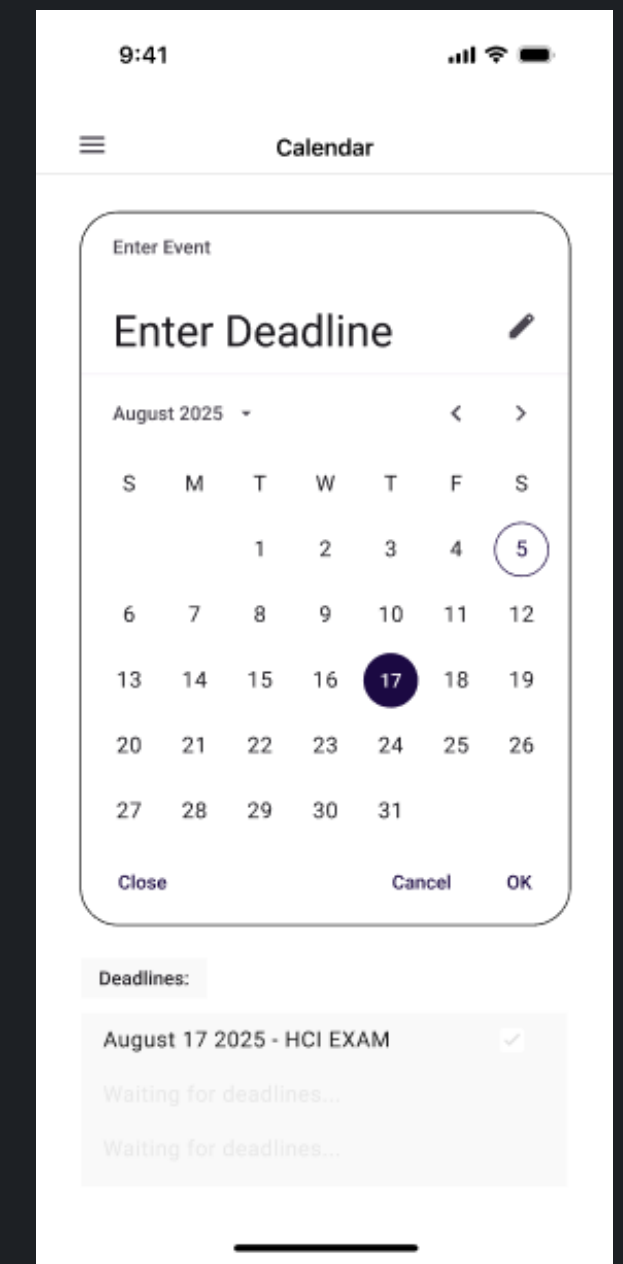 9:41
Calendar
Enter Event
Enter Deadline
August 2025
S M T W T F S
1 2 3 4 5
6 7 8 9 10 11 12
13 14 15 16 17 18 19
20 21 22 23 24 25 26
27 28 29 30 31
Close Cancel OK
Deadlines:
August 17 2025 - HCI EXAM
Waiting for deadlines...
Waiting for deadlines...